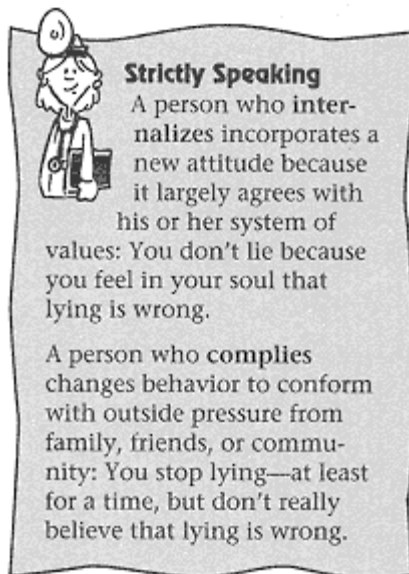 Strictly Speaking
A person who inter-
nalizes incorporates a
new attitude because
it largely agrees with
his or her system of
values: You don't lie because
you feel in your soul that
lying is wrong.
A person who complies
changes behavior to conform
with outside pressure from
family, friends, or commu-
nity: You stop lying—at least
for a time, but don't really
believe that lying is wrong.